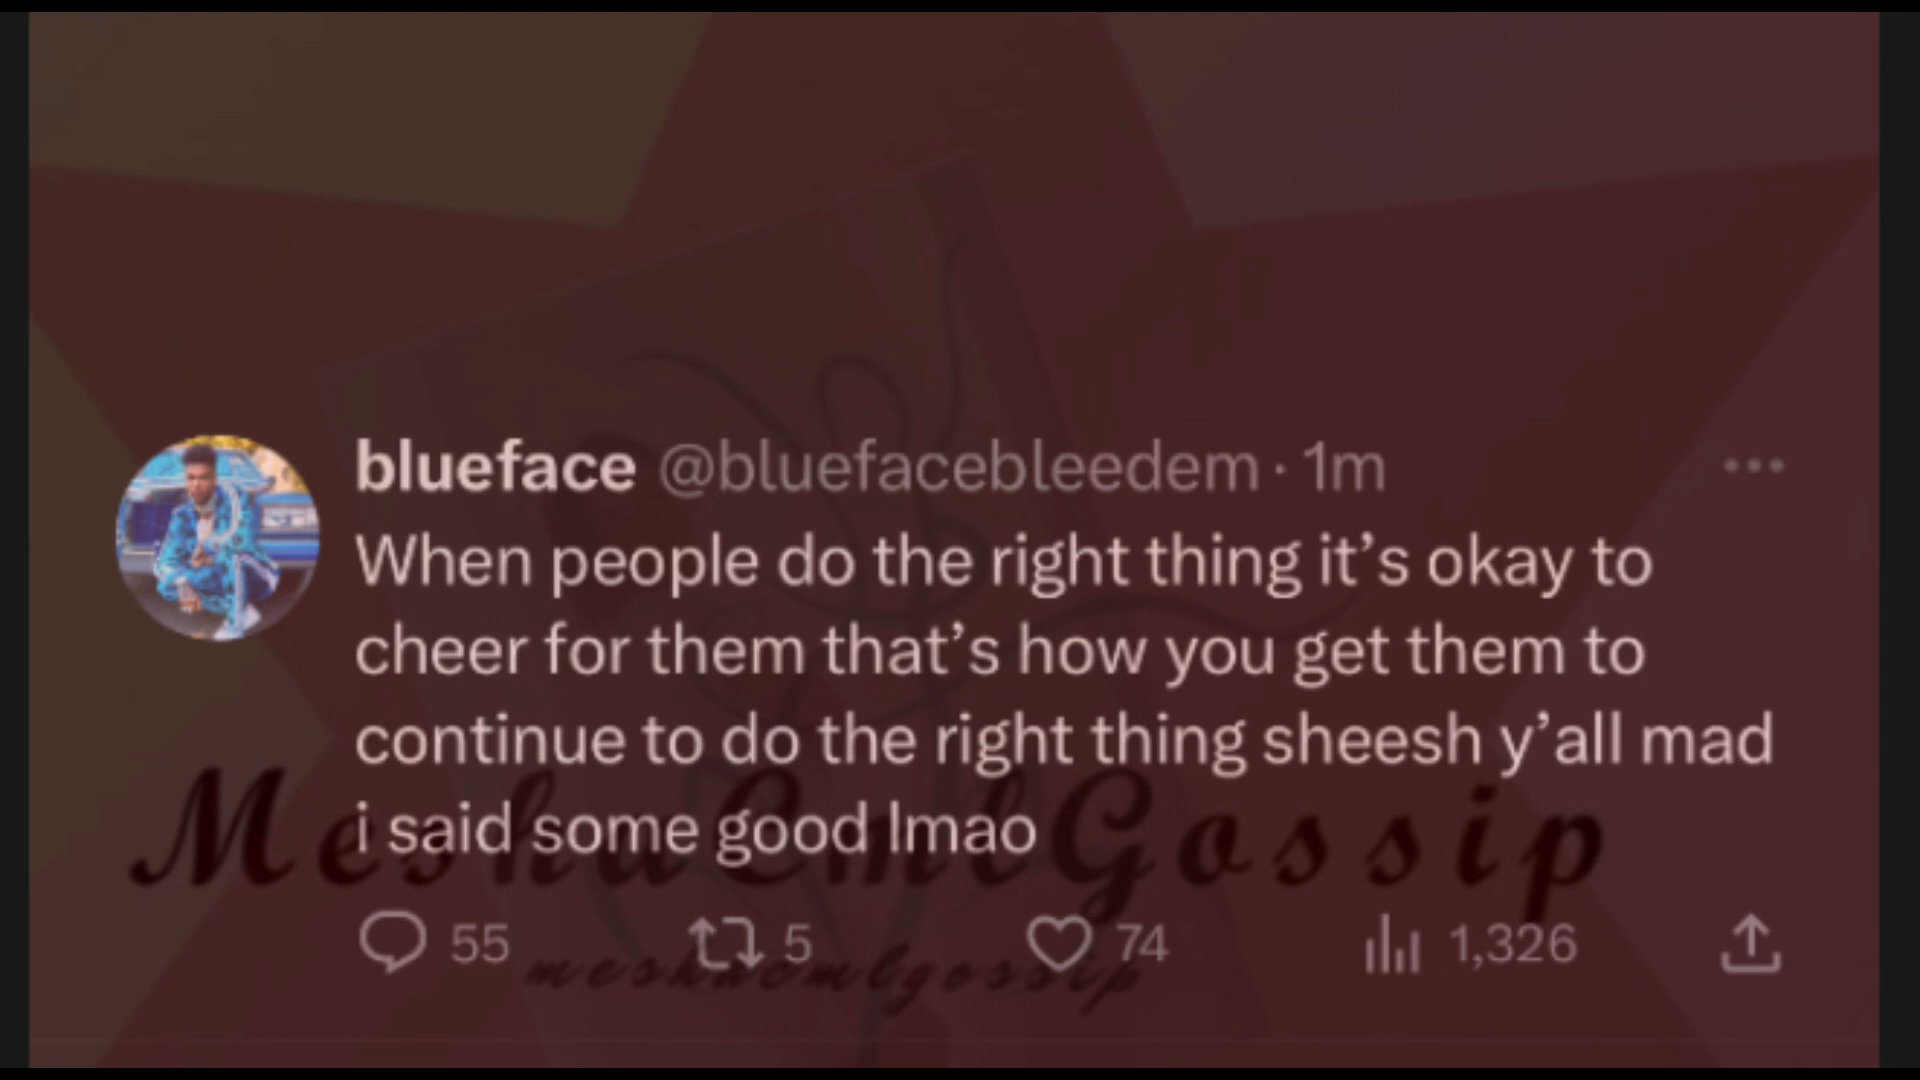 blueface @bluefacebleedem · 1m
When people do the right thing it’s okay to
cheer for them that’s how you get them to
continue to do the right thing sheesh y’all mad
i said some good lmao
MeshaCmlGossip
55 5 74 1,326
meshacmlgossip